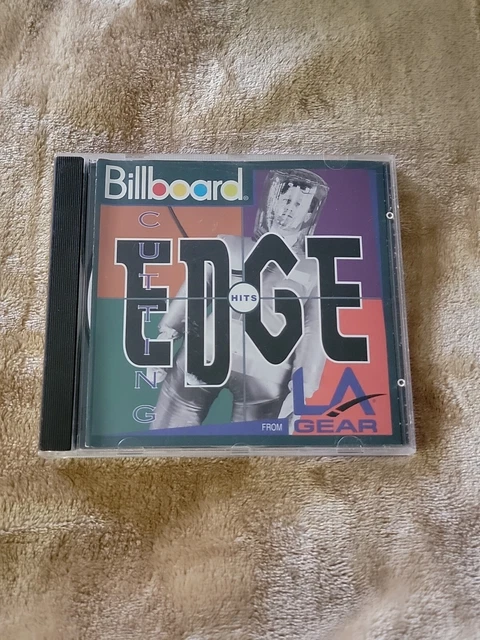 Billboard®
CUTTING
EDGE
HITS
FROM
LA
GEAR